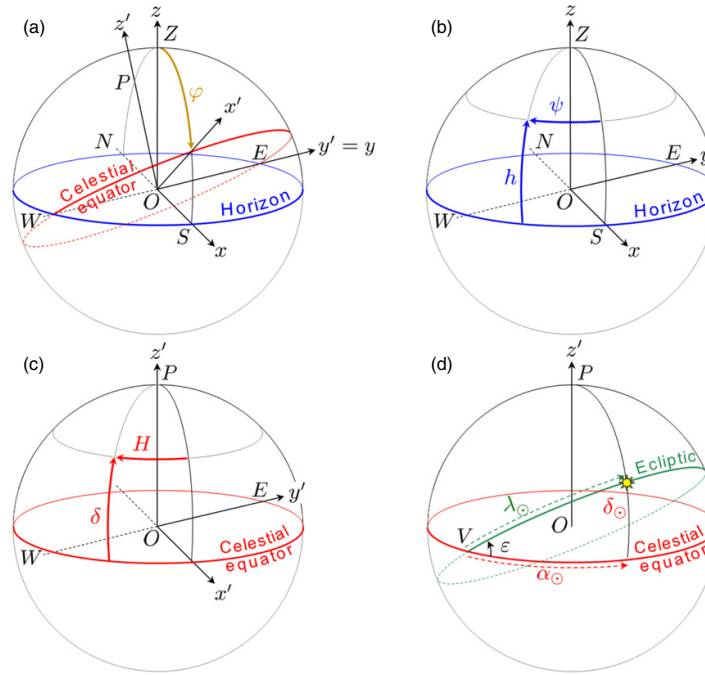 (a)
z'
z
Z
P
φ
x'
N
y' = y
E
Celestial
equator
O
W
Horizon
S
x
(b)
z
Z
ψ
N
y
E
h
O
W
Horizon
S
x
(c)
z'
P
H
E
y'
δ
O
W
Celestial
equator
x'
(d)
z'
P
Ecliptic
λ☉
δ☉
V
O
ε
Celestial
equator
α☉